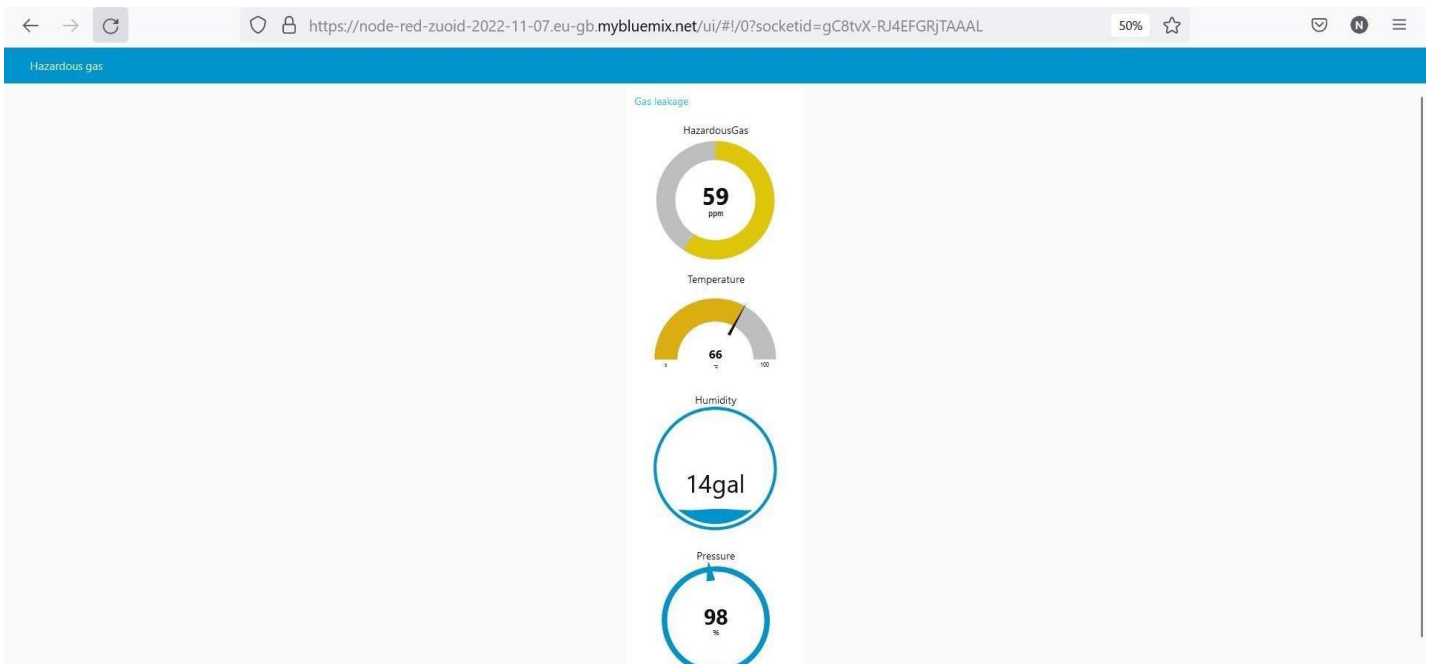 https://node-red-zuoid-2022-11-07.eu-gb.mybluemix.net/ui/#!/0?socketid=gC8tvX-RJ4EFGRjTAAAL
50%
N
Hazardous gas
Gas leakage
HazardousGas
59
ppm
Temperature
66
0 °C 100
Humidity
14gal
Pressure
98
%